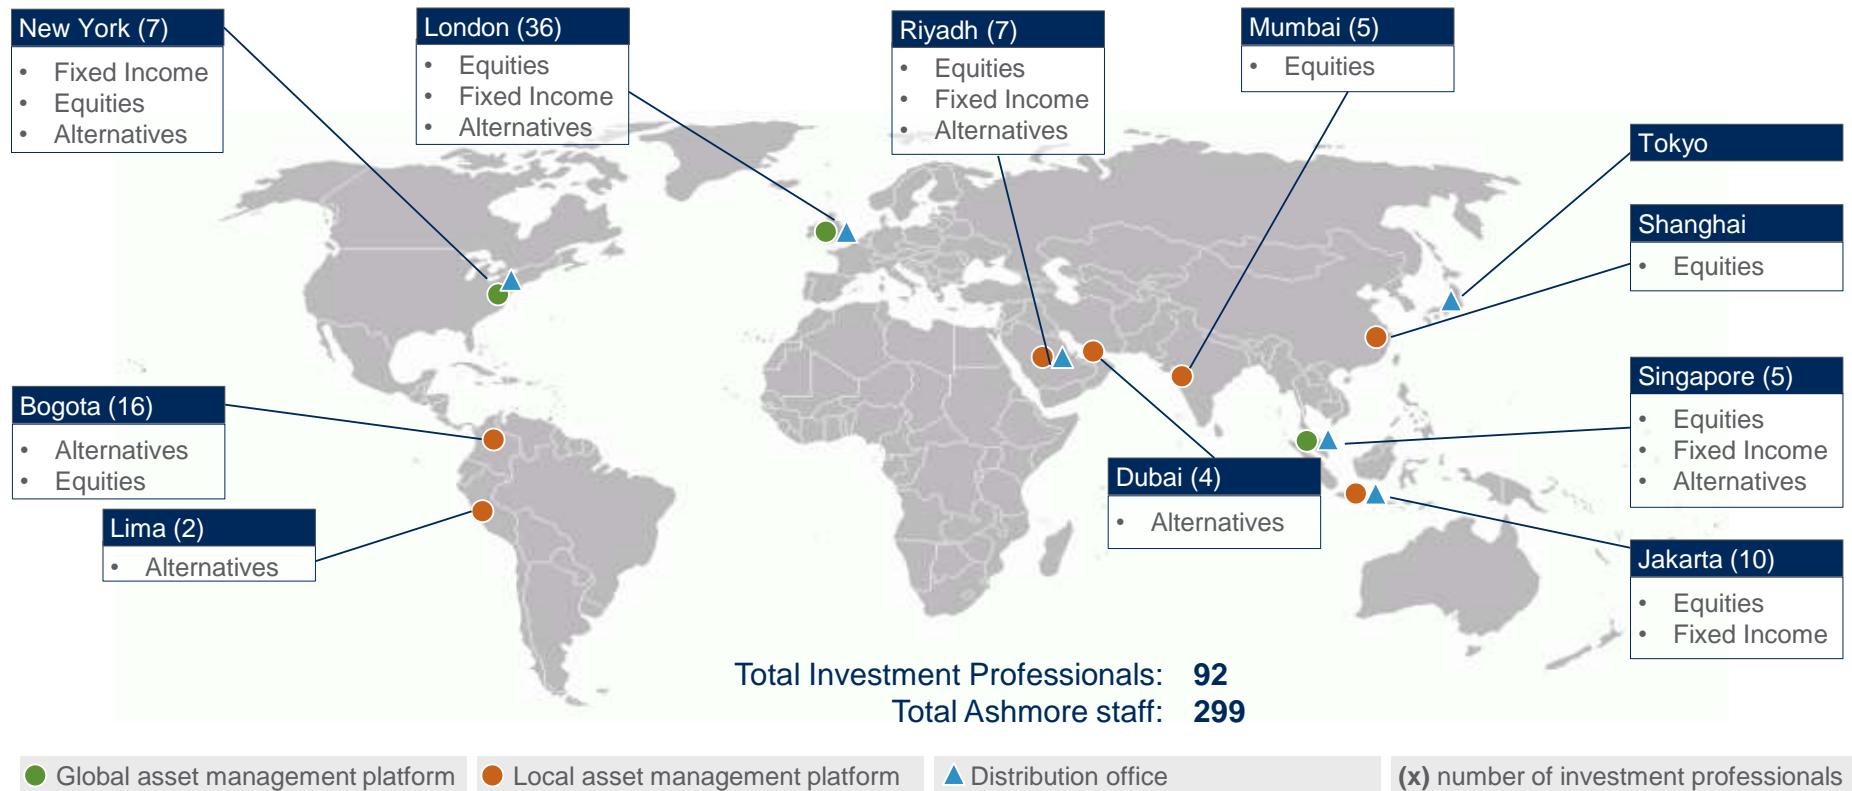 New York (7)
• Fixed Income
• Equities
• Alternatives
London (36)
• Equities
• Fixed Income
• Alternatives
Riyadh (7)
• Equities
• Fixed Income
• Alternatives
Mumbai (5)
• Equities
Tokyo
Shanghai
• Equities
Singapore (5)
• Equities
• Fixed Income
• Alternatives
Bogota (16)
• Alternatives
• Equities
Lima (2)
• Alternatives
Dubai (4)
• Alternatives
Jakarta (10)
• Equities
• Fixed Income
Total Investment Professionals: 92
Total Ashmore staff: 299
Global asset management platform
Local asset management platform
Distribution office
(x) number of investment professionals